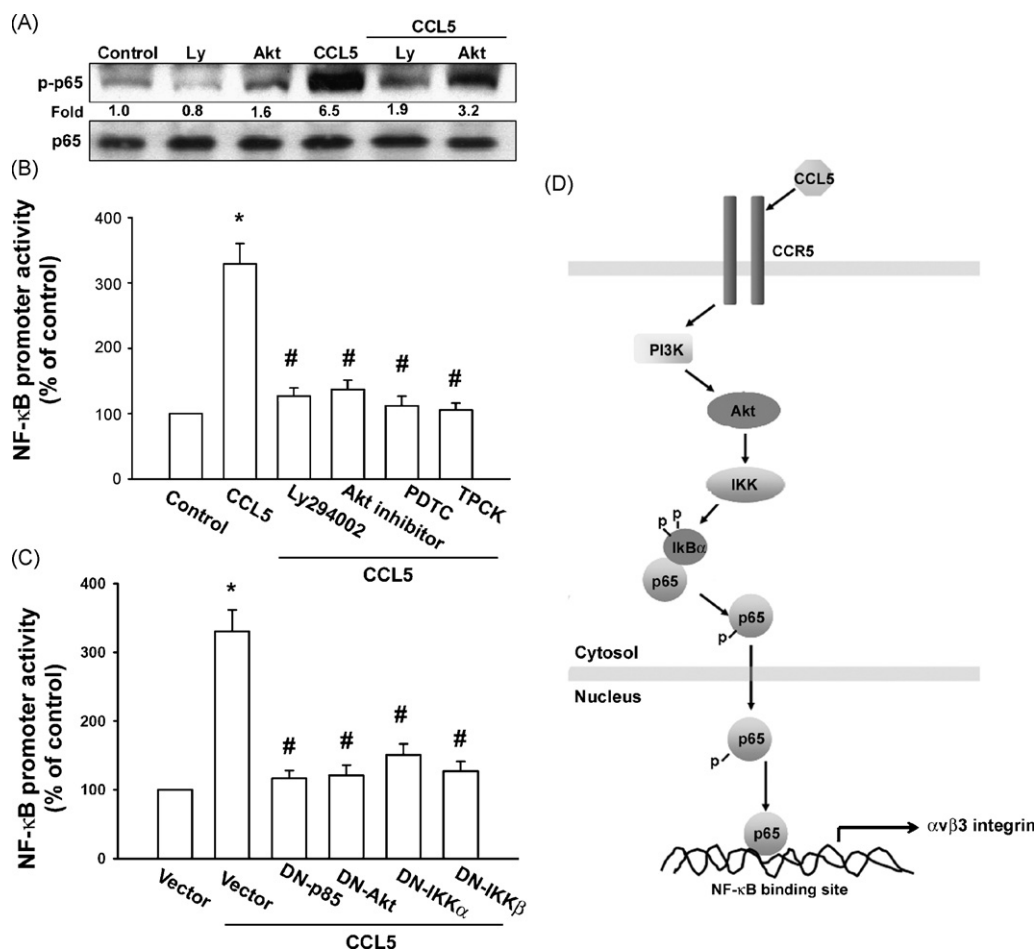 (A)
CCL5
Control Ly Akt CCL5 Ly Akt
p-p65
Fold 1.0 0.8 1.6 6.5 1.9 3.2
p65
(B)
NF-κB promoter activity
(% of control)
400
300
200
100
0
*
# # # #
Control CCL5 Ly294002 Akt inhibitor PDTC TPCK
CCL5
(C)
NF-κB promoter activity
(% of control)
400
300
200
100
0
*
# # # #
Vector Vector DN-p85 DN-Akt DN-IKKα DN-IKKβ
CCL5
(D)
CCL5
CCR5
PI3K
Akt
IKK
p p
IkBα
p65
p65
p
Cytosol
Nucleus
p65
p
p65
αvβ3 integrin
NF-κB binding site